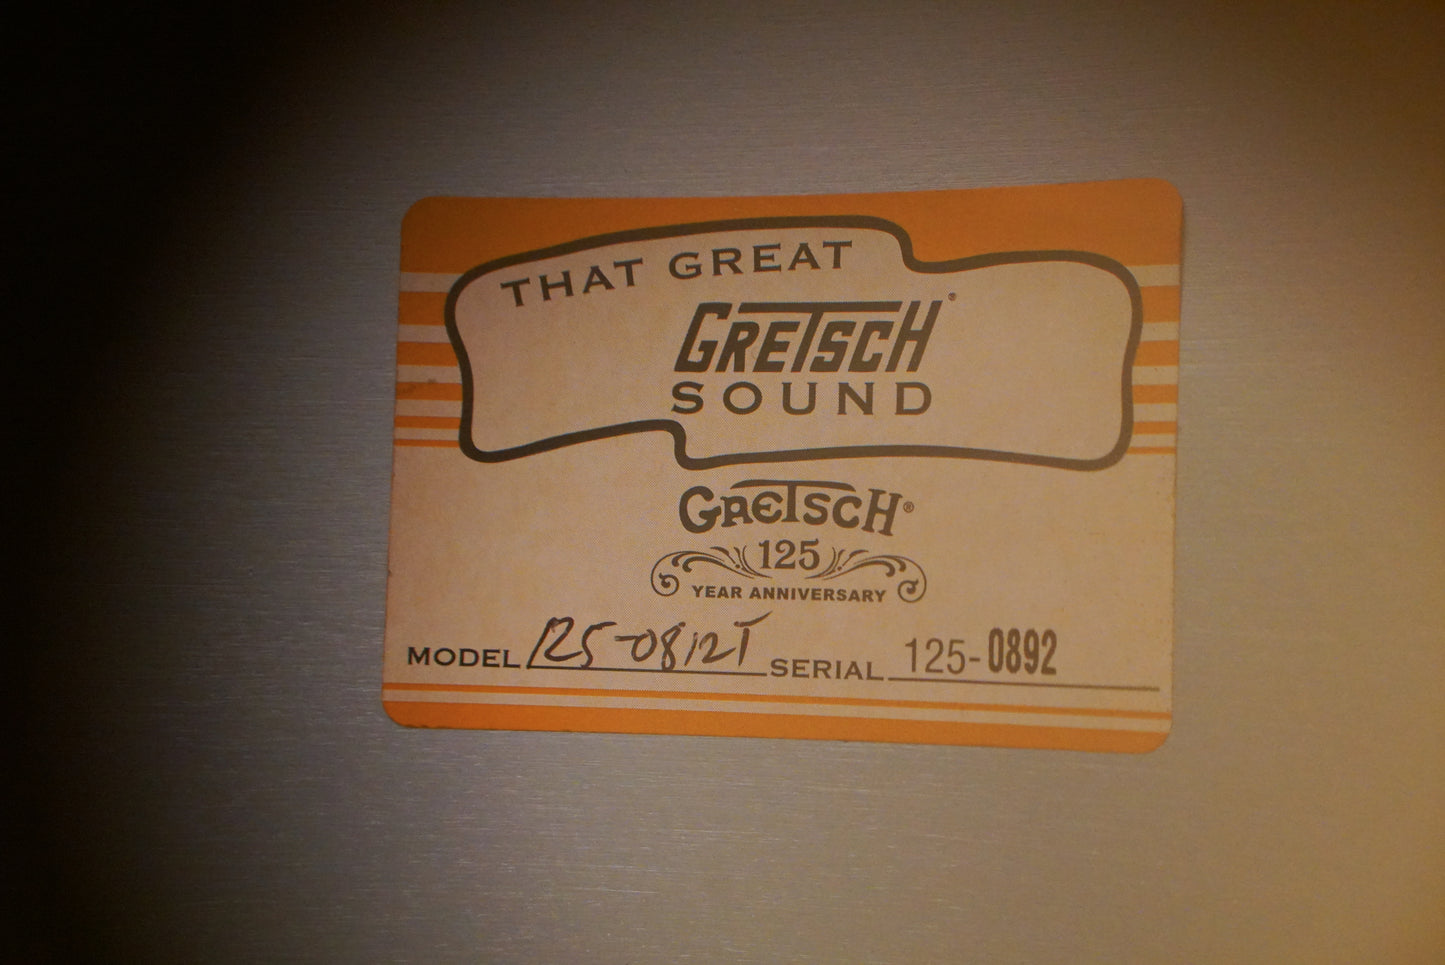 THAT GREAT
GRETSCH®
SOUND
GRETSCH®
125
YEAR ANNIVERSARY
MODEL 125-0812T SERIAL 125-0892